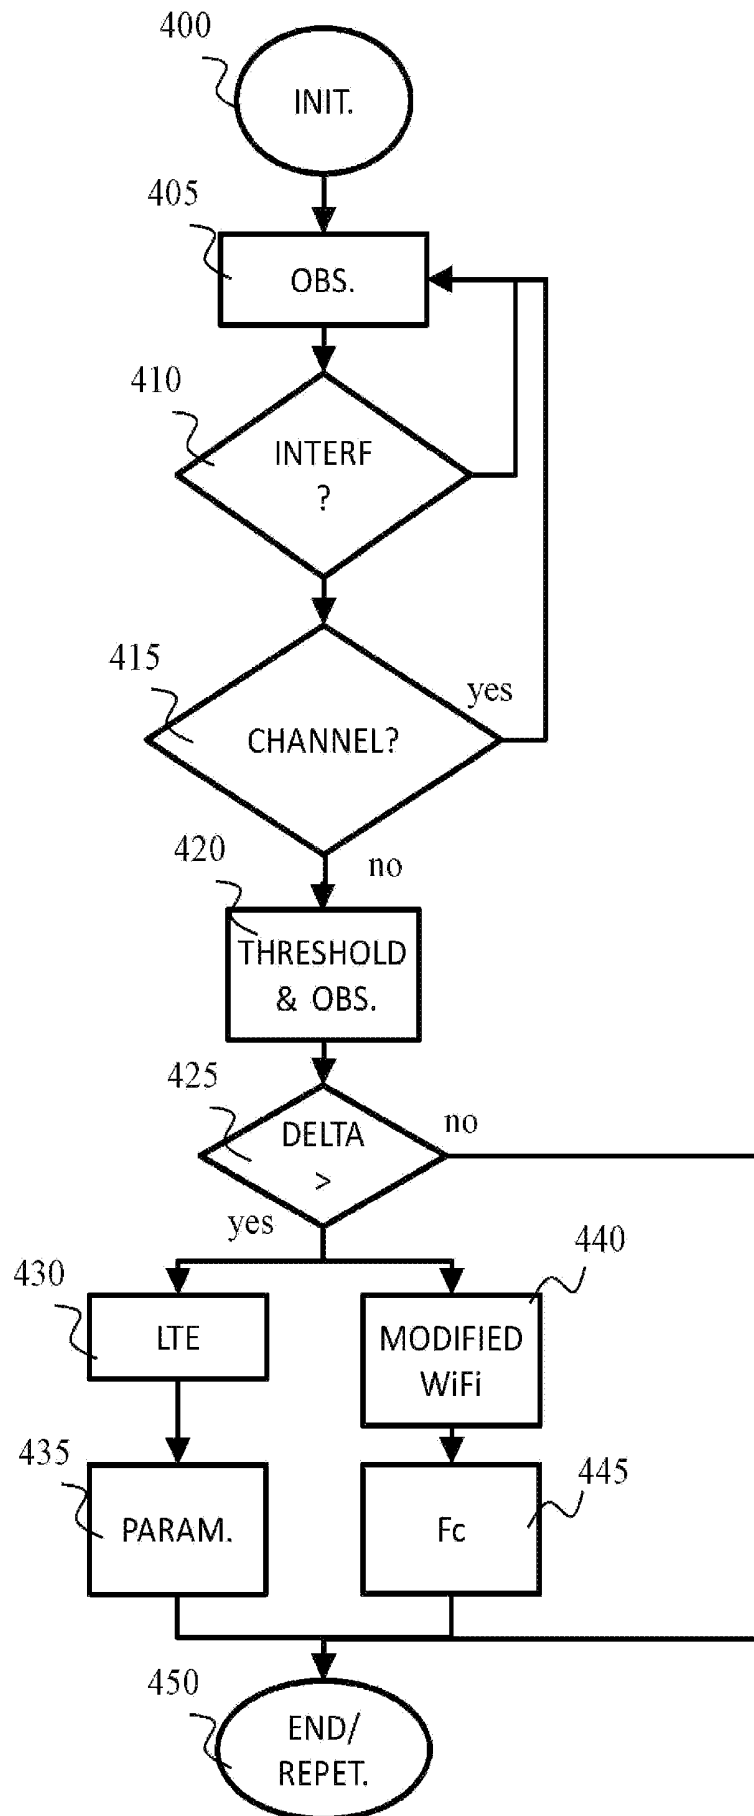 400
INIT.
405
OBS.
410
INTERF
?
415
yes
CHANNEL?
420
no
THRESHOLD
& OBS.
425
DELTA
no
>
yes
430
440
LTE
MODIFIED
WiFi
435
445
PARAM.
Fc
450
END/
REPET.